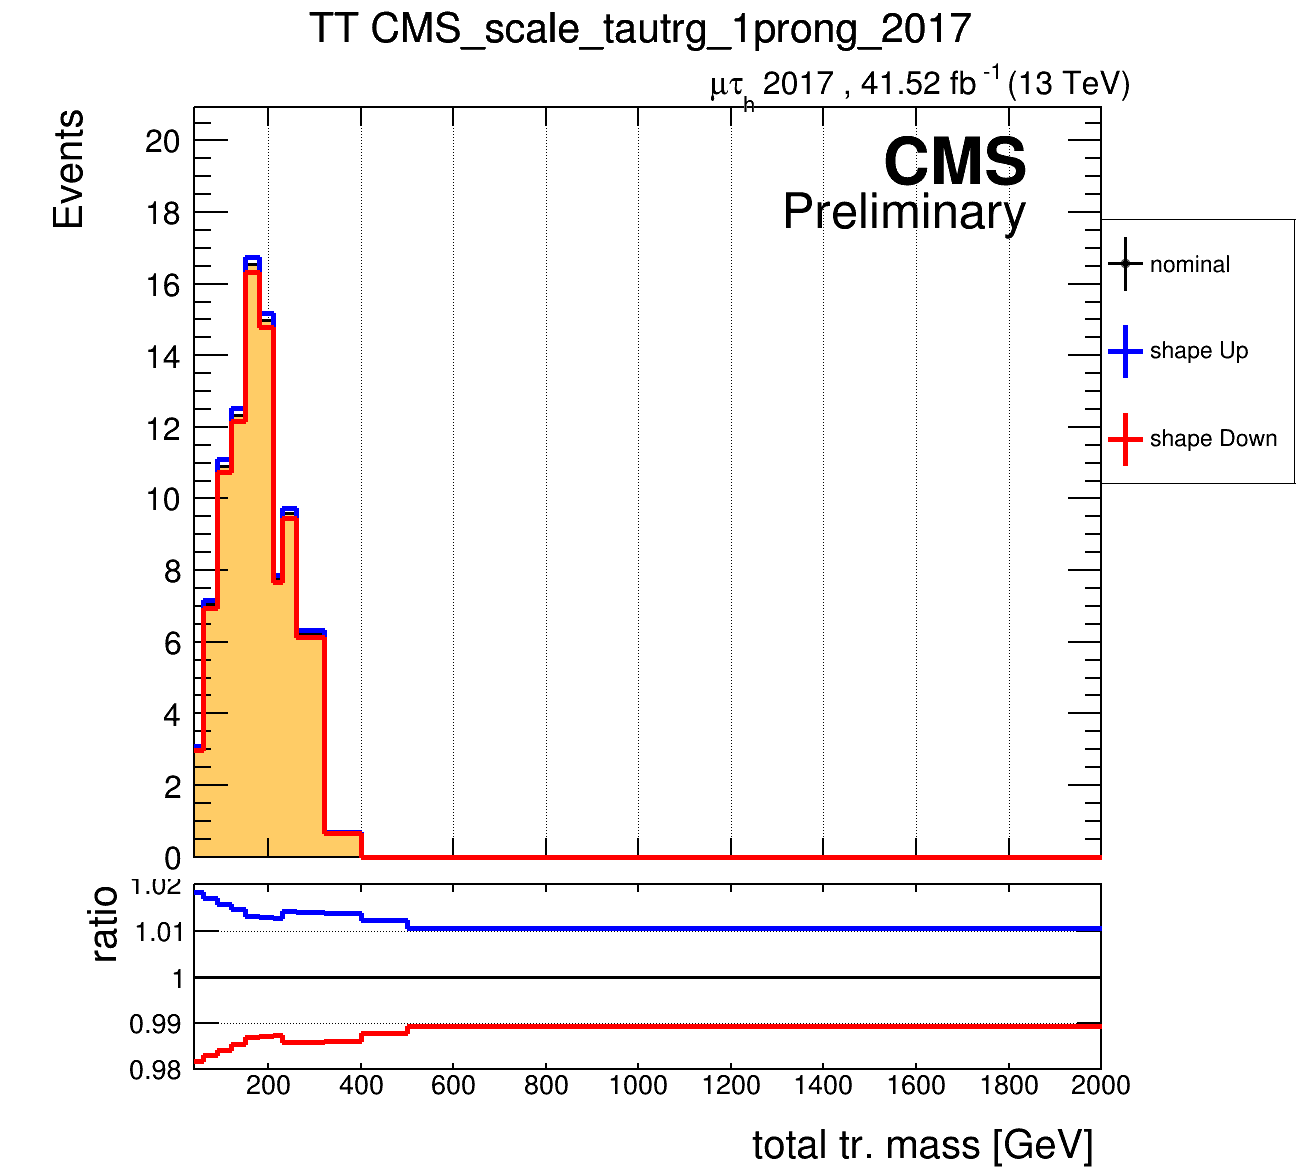 TT CMS_scale_tautrg_1prong_2017
μτh 2017 , 41.52 fb-1 (13 TeV)
Events
CMS
Preliminary
20
18
16
14
12
10
8
6
4
2
0
nominal
shape Up
shape Down
ratio
1.02
1.01
1
0.99
0.98
200 400 600 800 1000 1200 1400 1600 1800 2000
total tr. mass [GeV]